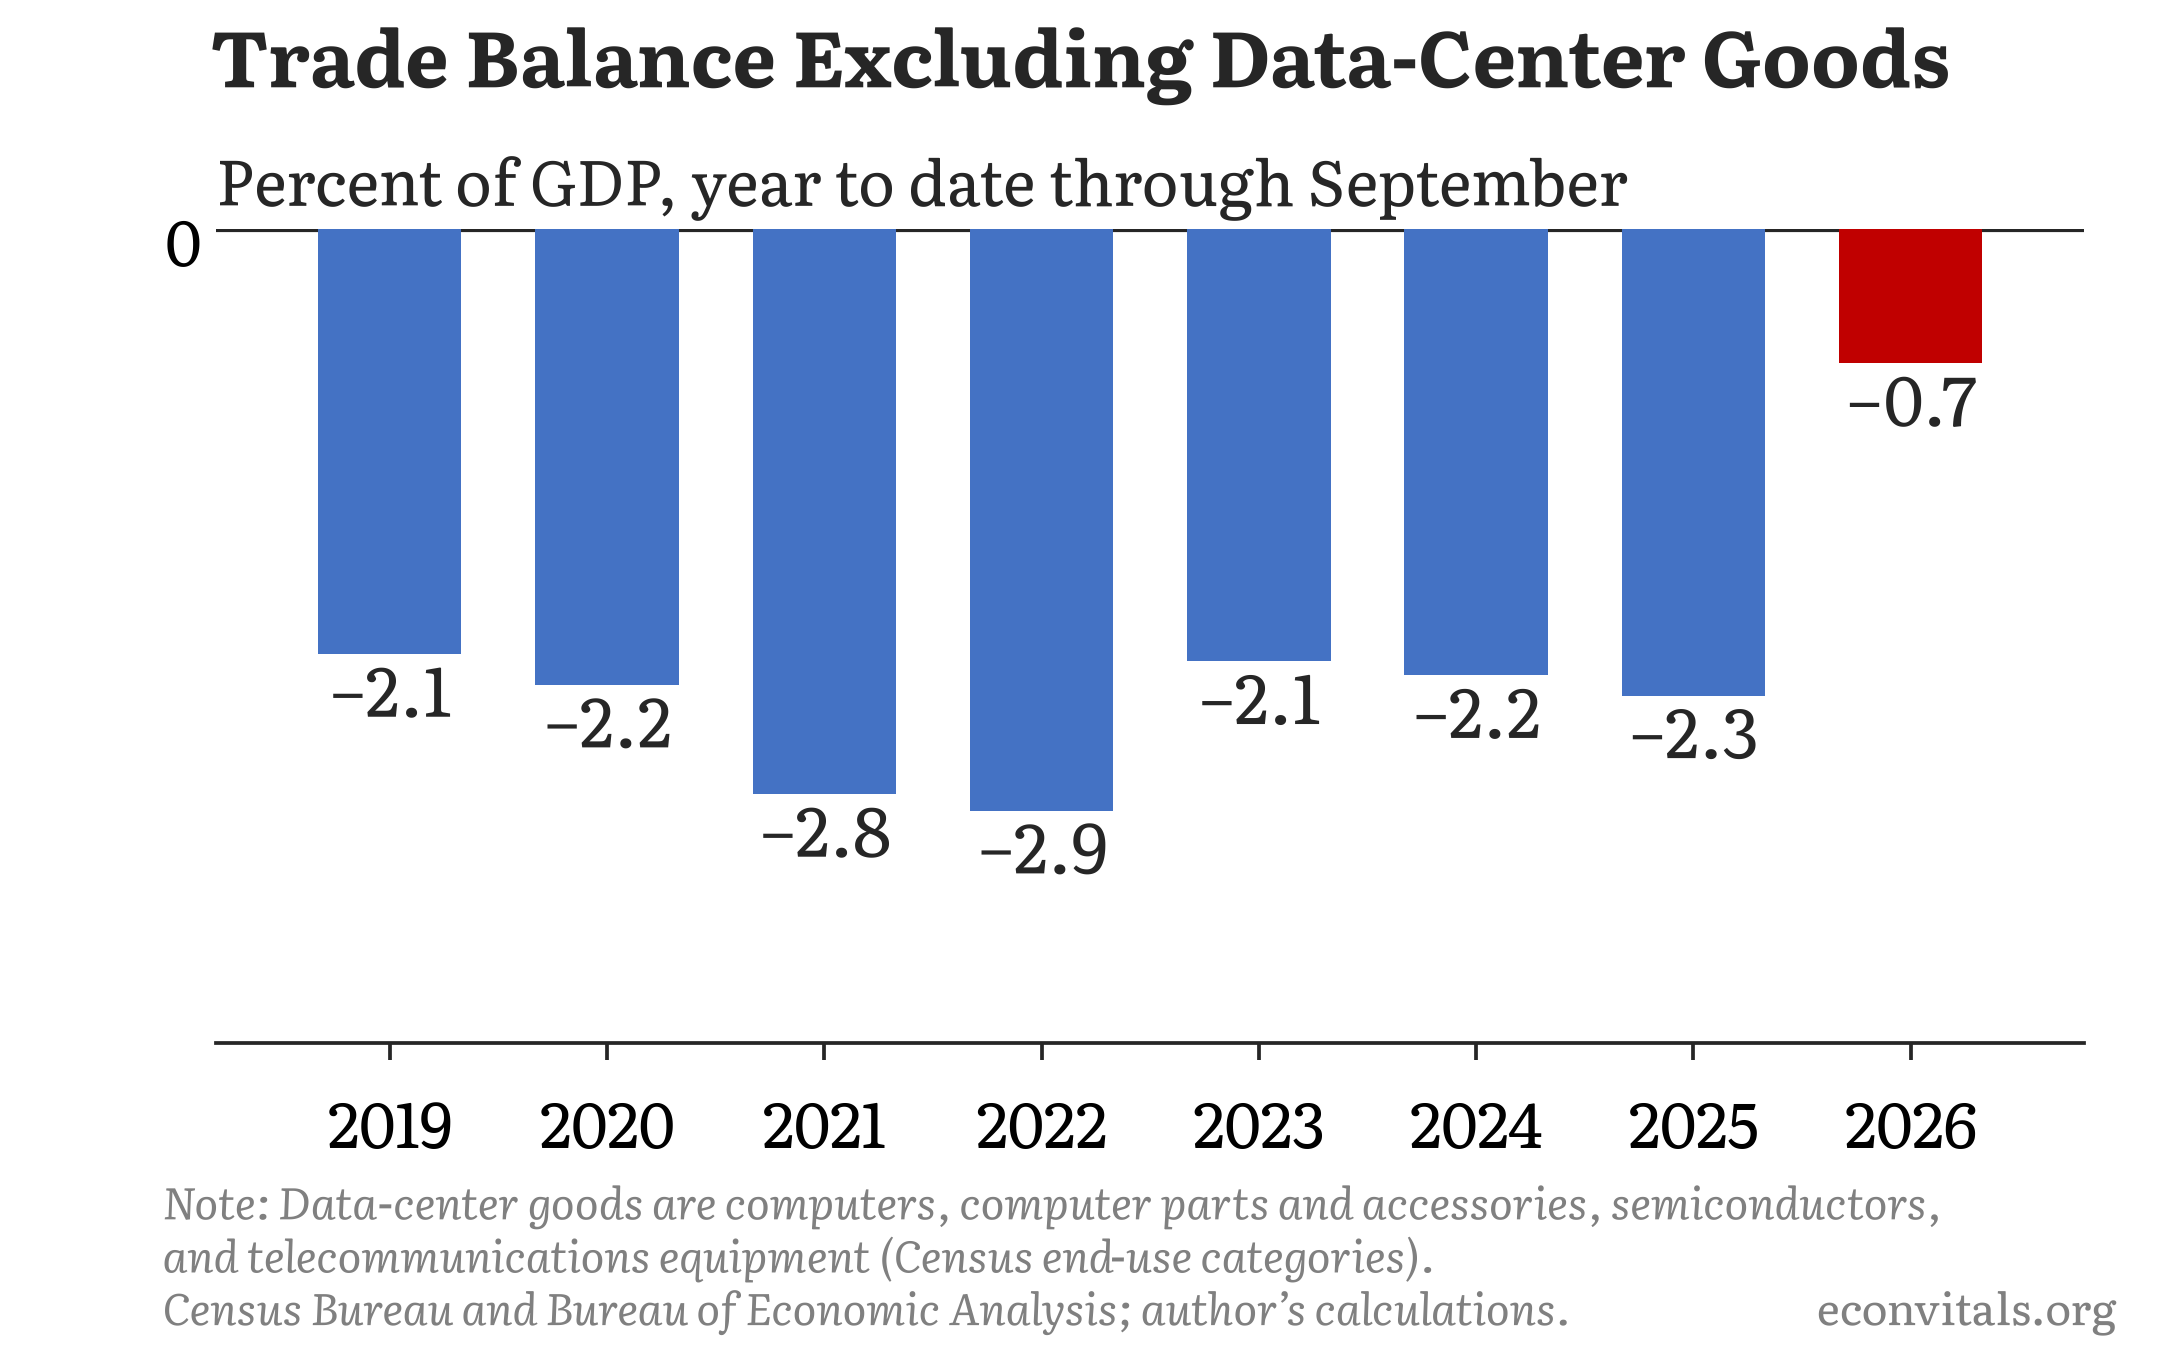 Trade Balance Excluding Data-Center Goods
Percent of GDP, year to date through September
0
−0.7
−2.1
−2.2
−2.8
−2.9
−2.1
−2.2
−2.3
2019 2020 2021 2022 2023 2024 2025 2026
Note: Data-center goods are computers, computer parts and accessories, semiconductors,
and telecommunications equipment (Census end-use categories).
Census Bureau and Bureau of Economic Analysis; author’s calculations.
econvitals.org